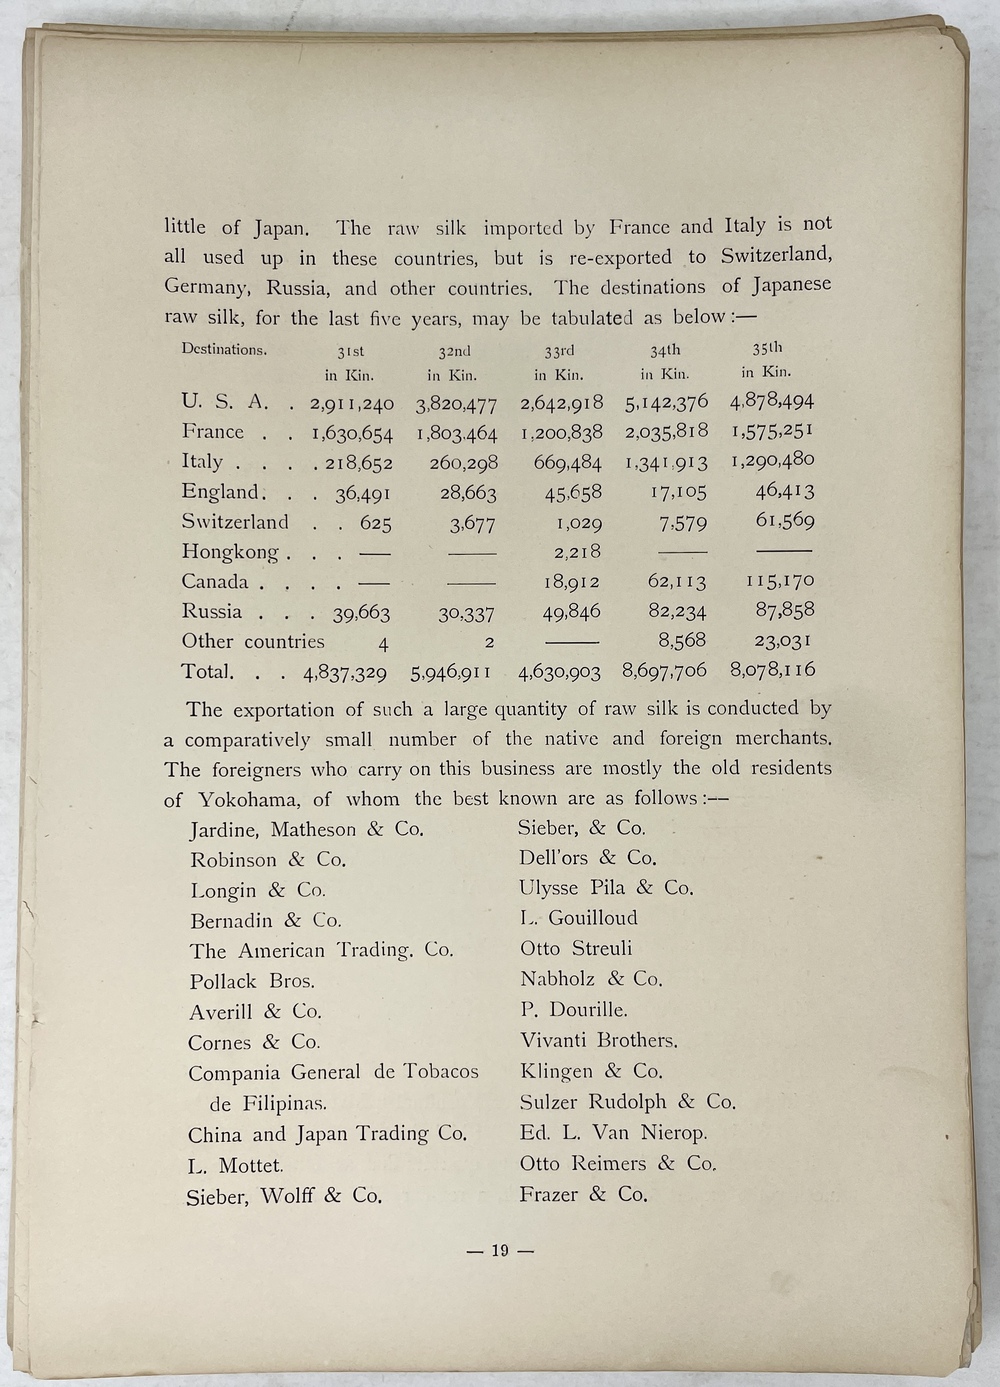 little of Japan. The raw silk imported by France and Italy is not
all used up in these countries, but is re-exported to Switzerland,
Germany, Russia, and other countries. The destinations of Japanese
raw silk, for the last five years, may be tabulated as below:—
Destinations. 31st 32nd 33rd 34th 35th
in Kin. in Kin. in Kin. in Kin. in Kin.
U. S. A. . 2,911,240 3,820,477 2,642,918 5,142,376 4,878,494
France . . 1,630,654 1,803,464 1,200,838 2,035,818 1,575,251
Italy . . . . 218,652 260,298 669,484 1,341,913 1,290,480
England. . . 36,491 28,663 45,658 17,105 46,413
Switzerland . . 625 3,677 1,029 7,579 61,569
Hongkong . . . — — 2,218 — —
Canada . . . . — — 18,912 62,113 115,170
Russia . . . 39,663 30,337 49,846 82,234 87,858
Other countries 4 2 — 8,568 23,031
Total. . . 4,837,329 5,946,911 4,630,903 8,697,706 8,078,116
The exportation of such a large quantity of raw silk is conducted by
a comparatively small number of the native and foreign merchants.
The foreigners who carry on this business are mostly the old residents
of Yokohama, of whom the best known are as follows:—
Jardine, Matheson & Co.
Robinson & Co.
Longin & Co.
Bernadin & Co.
The American Trading. Co.
Pollack Bros.
Averill & Co.
Cornes & Co.
Compania General de Tobacos
de Filipinas.
China and Japan Trading Co.
L. Mottet.
Sieber, Wolff & Co.
Sieber, & Co.
Dell'ors & Co.
Ulysse Pila & Co.
L. Gouilloud
Otto Streuli
Nabholz & Co.
P. Dourille.
Vivanti Brothers.
Klingen & Co.
Sulzer Rudolph & Co.
Ed. L. Van Nierop.
Otto Reimers & Co.
Frazer & Co.
— 19 —